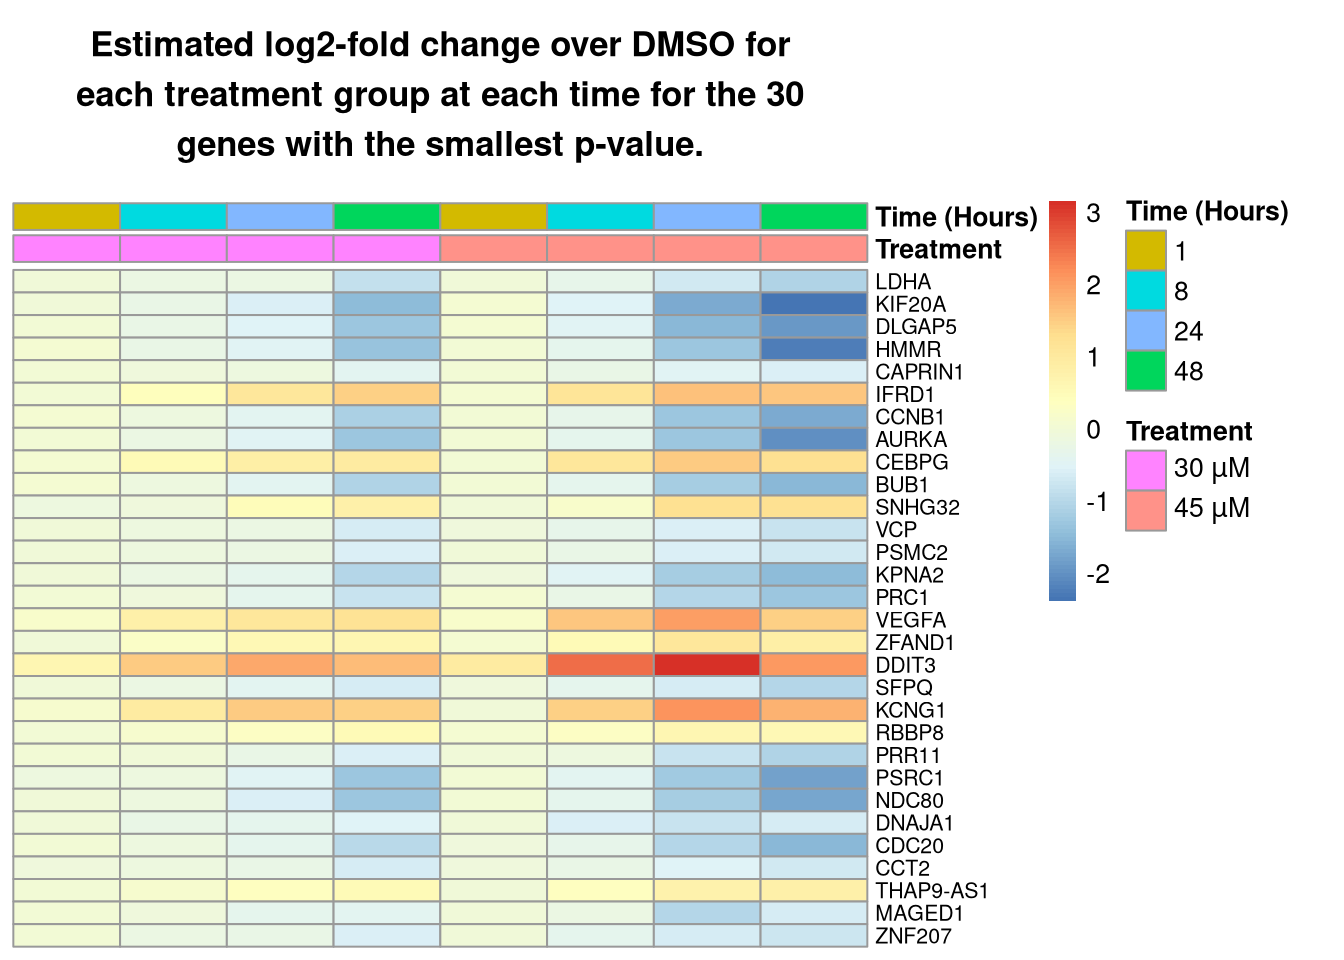 Estimated log2-fold change over DMSO for
each treatment group at each time for the 30
genes with the smallest p-value.
Time (Hours)
Treatment
LDHA
KIF20A
DLGAP5
HMMR
CAPRIN1
IFRD1
CCNB1
AURKA
CEBPG
BUB1
SNHG32
VCP
PSMC2
KPNA2
PRC1
VEGFA
ZFAND1
DDIT3
SFPQ
KCNG1
RBBP8
PRR11
PSRC1
NDC80
DNAJA1
CDC20
CCT2
THAP9-AS1
MAGED1
ZNF207
3
2
1
0
-1
-2
Time (Hours)
1
8
24
48
Treatment
30 μM
45 μM